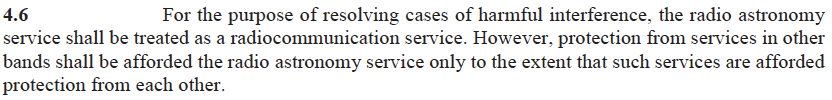 4.6 For the purpose of resolving cases of harmful interference, the radio astronomy
service shall be treated as a radiocommunication service. However, protection from services in other
bands shall be afforded the radio astronomy service only to the extent that such services are afforded
protection from each other.